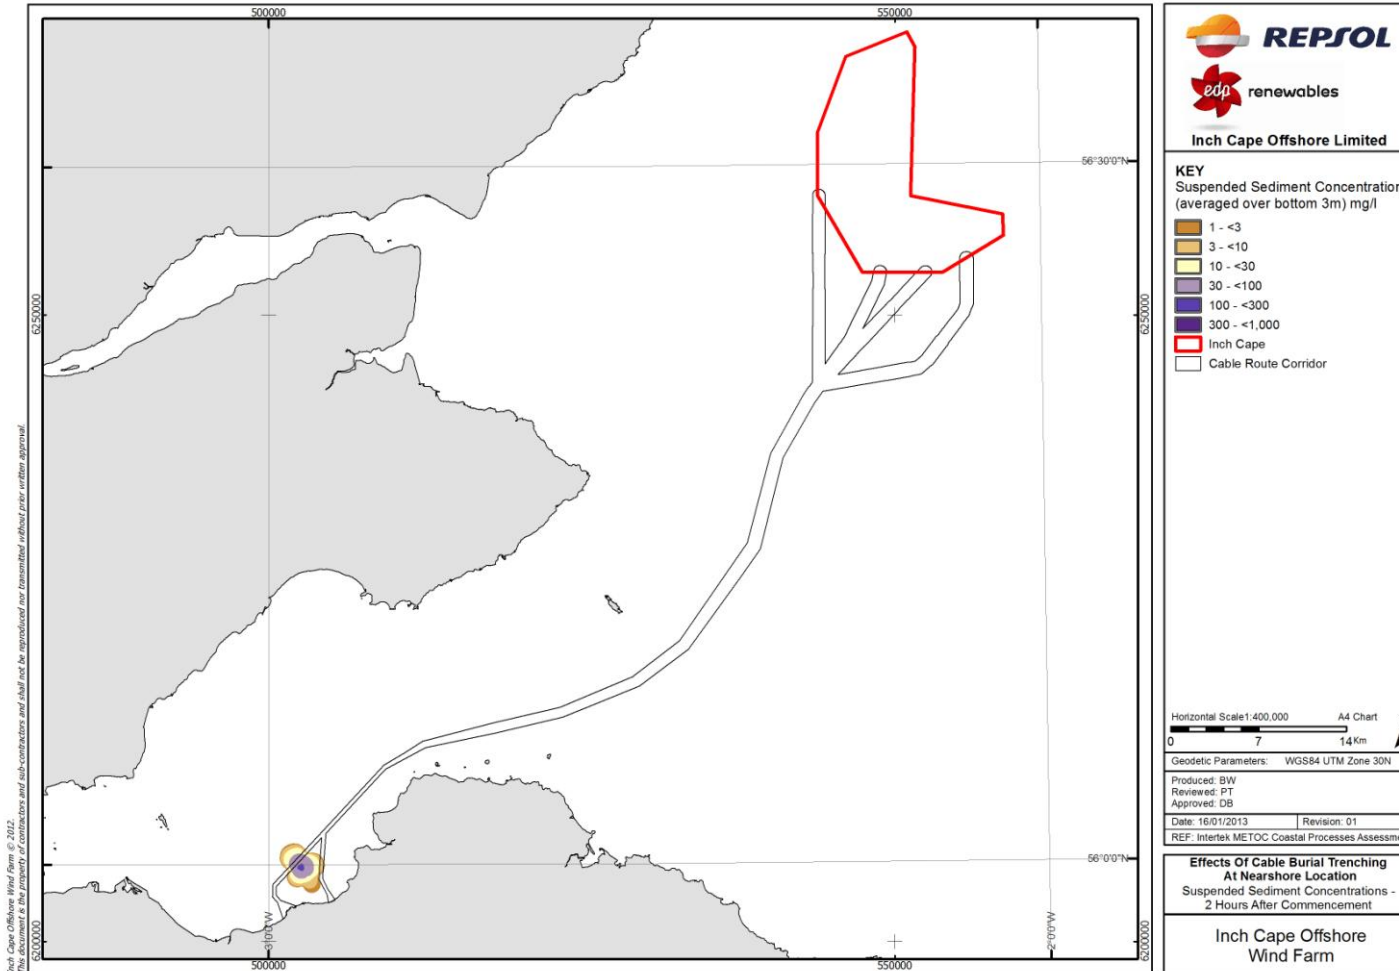 500000
550000
56°30'0"N
6250000
6250000
56°0'0"N
6200000
6200000
3°0'0"W
2°0'0"W
500000
550000
Inch Cape Offshore Wind Farm © 2012.
This document is the property of contractors and sub-contractors and shall not be reproduced nor transmitted without prior written approval.
REPSOL
edp renewables
Inch Cape Offshore Limited
KEY
Suspended Sediment Concentration
(averaged over bottom 3m) mg/l
1 - <3
3 - <10
10 - <30
30 - <100
100 - <300
300 - <1,000
Inch Cape
Cable Route Corridor
Horizontal Scale1:400,000 A4 Chart
0 7 14Km
Geodetic Parameters: WGS84 UTM Zone 30N
Produced: BW
Reviewed: PT
Approved: DB
Date: 16/01/2013 Revision: 01
REF: Intertek METOC Coastal Processes Assessm
Effects Of Cable Burial Trenching
At Nearshore Location
Suspended Sediment Concentrations -
2 Hours After Commencement
Inch Cape Offshore
Wind Farm